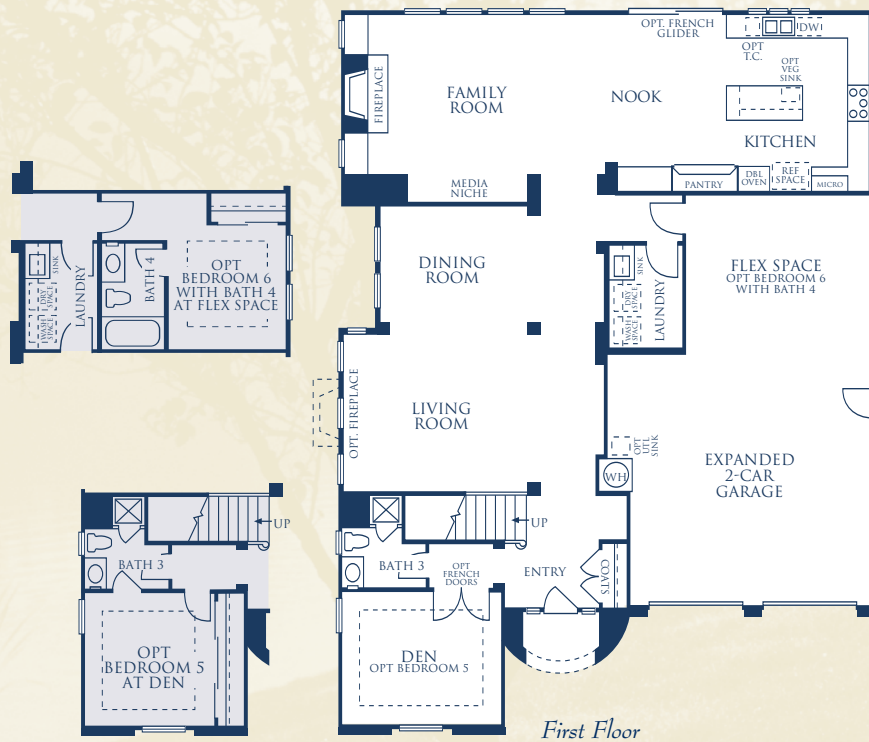 OPT. FRENCH
GLIDER
DW
OPT
T.C.
OPT
VEG
SINK
FIREPLACE
FAMILY
ROOM
NOOK
KITCHEN
MEDIA
NICHE
PANTRY
DBL
OVEN
REF
SPACE
MICRO
SINK
DRY
SPACE
WASH
SPACE
LAUNDRY
BATH 4
OPT
BEDROOM 6
WITH BATH 4
AT FLEX SPACE
DINING
ROOM
SINK
DRY
SPACE
WASH
SPACE
LAUNDRY
FLEX SPACE
OPT BEDROOM 6
WITH BATH 4
OPT. FIREPLACE
LIVING
ROOM
OPT
UTL
SINK
WH
EXPANDED
2-CAR
GARAGE
UP
BATH 3
OPT
BEDROOM 5
AT DEN
UP
BATH 3
OPT
FRENCH
DOORS
ENTRY
COATS
DEN
OPT BEDROOM 5
First Floor